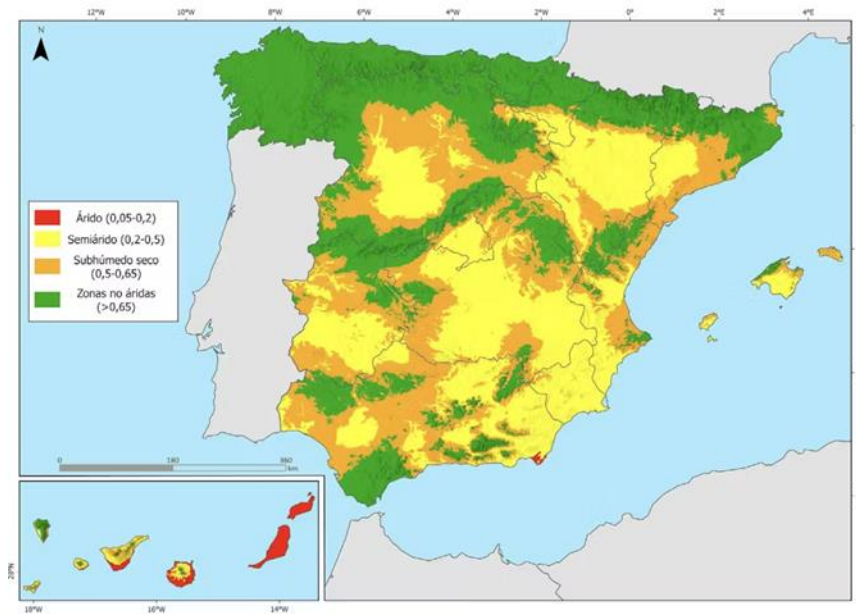 12°W 10°W 8°W 6°W 4°W 2°W 0° 2°E 4°E
N
Árido (0,05-0,2)
Semiárido (0,2-0,5)
Subhúmedo seco
(0,5-0,65)
Zonas no áridas
(>0,65)
0 180 360
km
28°N
18°W 16°W 14°W